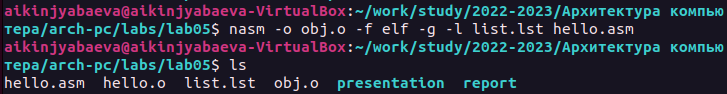 aikinjyabaeva@aikinjyabaeva-VirtualBox:~/work/study/2022-2023/Архитектура компью
тера/arch-pc/labs/lab05$ nasm -o obj.o -f elf -g -l list.lst hello.asm
aikinjyabaeva@aikinjyabaeva-VirtualBox:~/work/study/2022-2023/Архитектура компью
тера/arch-pc/labs/lab05$ ls
hello.asm  hello.o  list.lst  obj.o  presentation  report